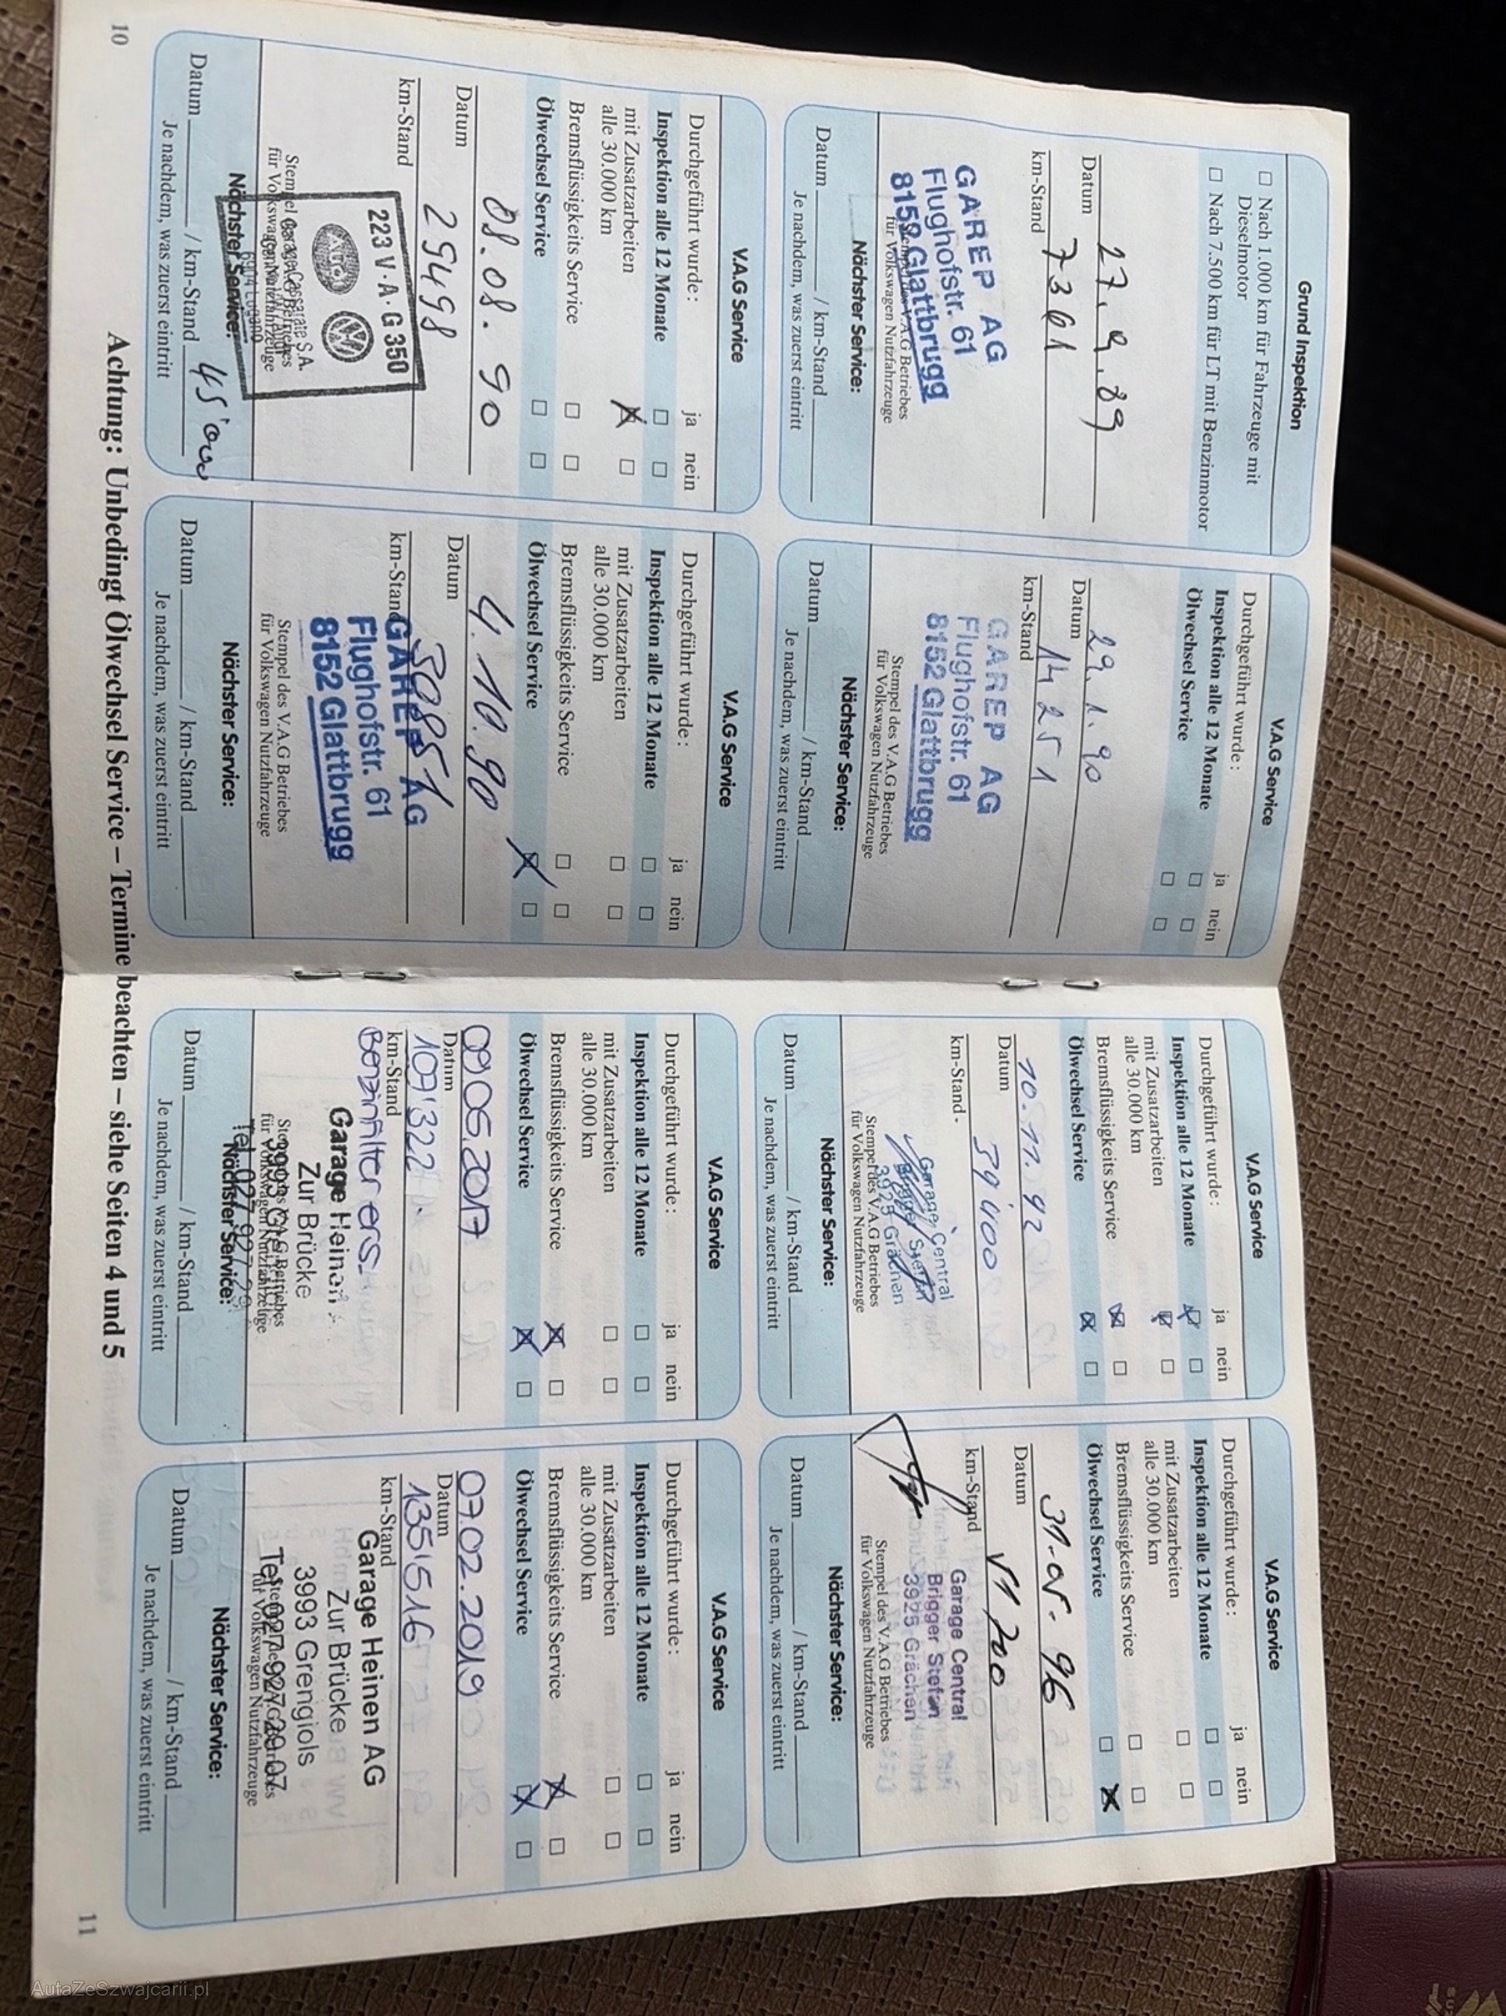 Grund Inspektion
□ Nach 1.000 km für Fahrzeuge mit
Dieselmotor
□ Nach 7.500 km für LT mit Benzinmotor
27.9.89
Datum
7361
km-Stand
GAREP AG
Flughofstr. 61
8152 Glattbrugg
für Volkswagen Nutzfahrzeuge
Nächster Service:
Datum / km-Stand
Je nachdem, was zuerst eintritt
V.A.G Service
Durchgeführt wurde: ja nein
Inspektion alle 12 Monate □ □
Ölwechsel Service □ □
29.1.90
Datum
14251
km-Stand
GAREP AG
Flughofstr. 61
8152 Glattbrugg
Stempel des V.A.G Betriebes
für Volkswagen Nutzfahrzeuge
Nächster Service:
Datum / km-Stand
Je nachdem, was zuerst eintritt
V.A.G Service
Durchgeführt wurde: ja nein
Inspektion alle 12 Monate □ □
mit Zusatzarbeiten
alle 30.000 km
Bremsflüssigkeits Service □ □
Ölwechsel Service □ □
08.08.90
Datum
29498
km-Stand
223 V·A·G 350
Audi
Stempel des V.A.G Betriebes
für Volkswagen Nutzfahrzeuge
Nächster Service:
Datum / km-Stand
Je nachdem, was zuerst eintritt
V.A.G Service
Durchgeführt wurde: ja nein
Inspektion alle 12 Monate □ □
mit Zusatzarbeiten
alle 30.000 km □ □
Bremsflüssigkeits Service □ □
Ölwechsel Service
4.10.90
Datum
km-Stand
GAREP AG
Flughofstr. 61
8152 Glattbrugg
Stempel des V.A.G Betriebes
für Volkswagen Nutzfahrzeuge
Nächster Service:
Datum / km-Stand
Je nachdem, was zuerst eintritt
10
V.A.G Service
Durchgeführt wurde: ja nein
Inspektion alle 12 Monate
mit Zusatzarbeiten
alle 30.000 km
Bremsflüssigkeits Service
Ölwechsel Service
10.11.92
Datum
39'400
km-Stand
Garage Central
3925 Grächen
Stempel des V.A.G Betriebes
für Volkswagen Nutzfahrzeuge
Nächster Service:
Datum / km-Stand
Je nachdem, was zuerst eintritt
V.A.G Service
Durchgeführt wurde: ja nein
Inspektion alle 12 Monate □ □
mit Zusatzarbeiten
alle 30.000 km □ □
Bremsflüssigkeits Service □ □
Ölwechsel Service
Datum
km-Stand
Garage Central
Brigger Stefan
3925 Grächen
Stempel des V.A.G Betriebes
für Volkswagen Nutzfahrzeuge
Nächster Service:
Datum / km-Stand
Je nachdem, was zuerst eintritt
V.A.G Service
Durchgeführt wurde: ja nein
Inspektion alle 12 Monate □ □
mit Zusatzarbeiten
alle 30.000 km □ □
Bremsflüssigkeits Service
Ölwechsel Service
09.06.2017
Datum
109'322
km-Stand
Benzinfilter ers.
Garage Heinen
Zur Brücke
Nächster Service:
Datum / km-Stand
Je nachdem, was zuerst eintritt
V.A.G Service
Durchgeführt wurde: ja nein
Inspektion alle 12 Monate □ □
mit Zusatzarbeiten
alle 30.000 km □ □
Bremsflüssigkeits Service
Ölwechsel Service
07.02.2019
Datum
135'516
km-Stand
Garage Heinen AG
Zur Brücke
3993 Grengiols
Tel. 027 927 29 07
für Volkswagen Nutzfahrzeuge
Nächster Service:
Datum / km-Stand
Je nachdem, was zuerst eintritt
11
Achtung: Unbedingt Ölwechsel Service – Termine beachten – siehe Seiten 4 und 5
AutaZeSzwajcarii.pl